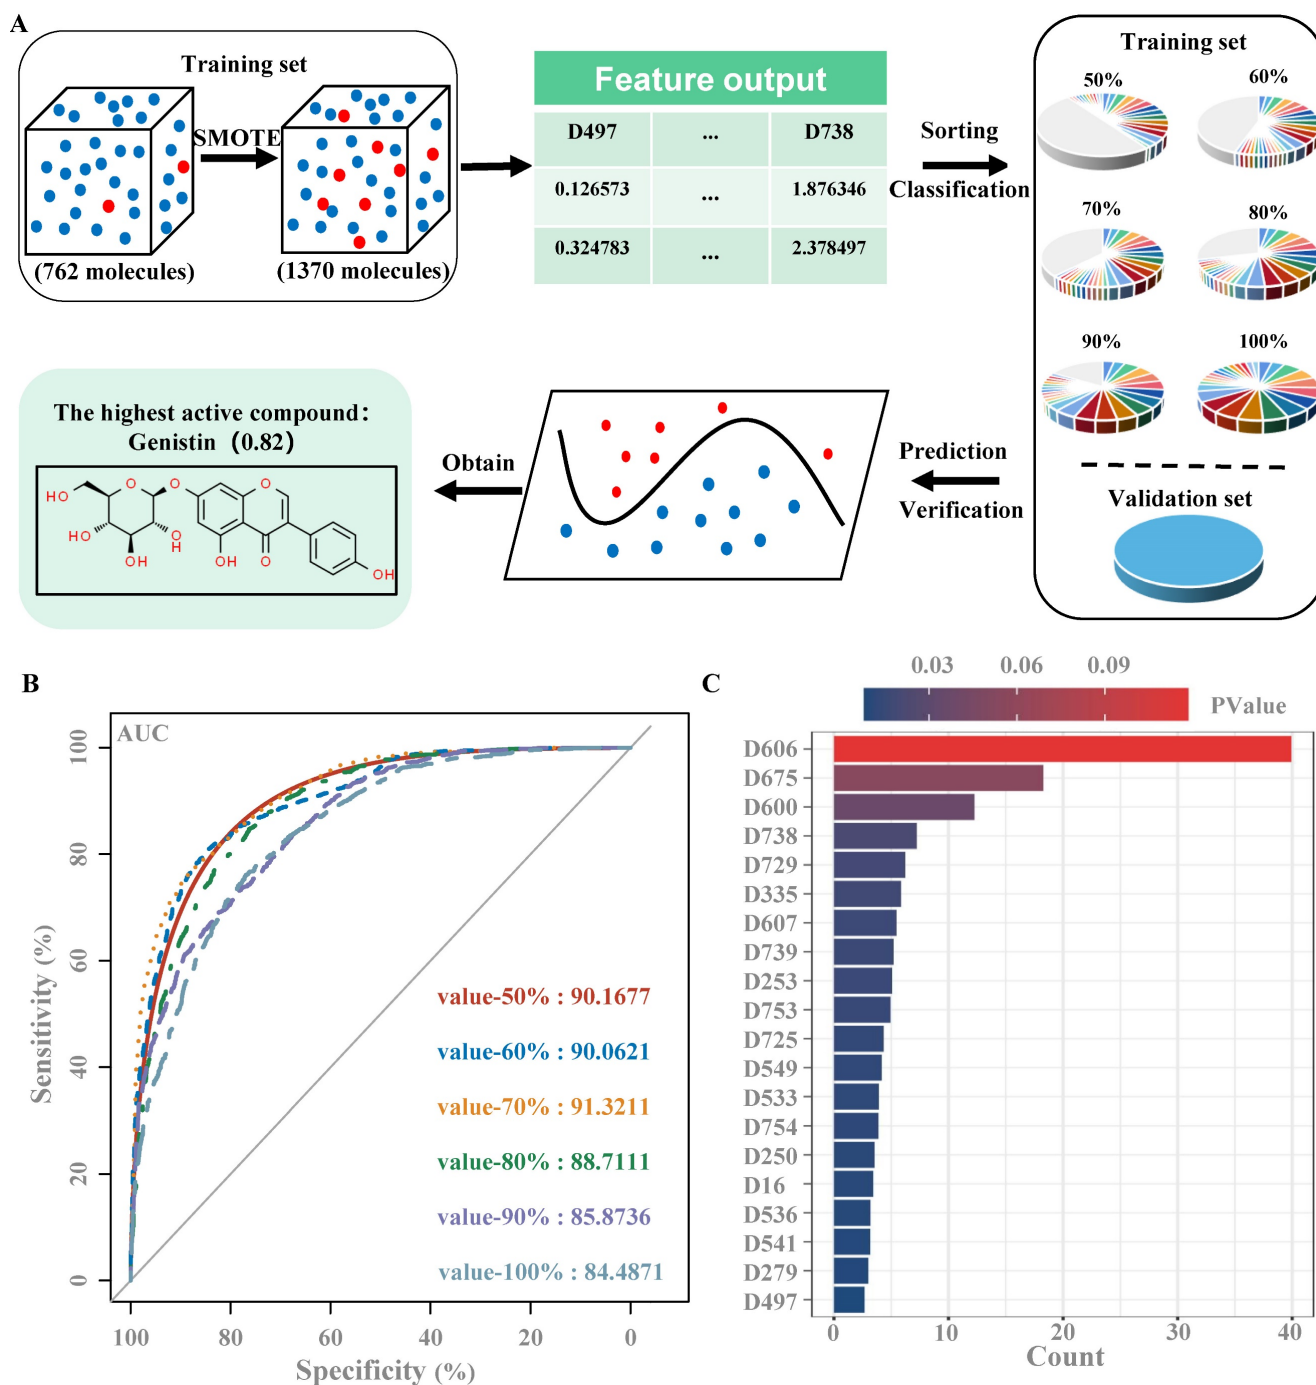 A
Training set
SMOTE
(762 molecules)
(1370 molecules)
Feature output
D497 ... D738
0.126573 ... 1.876346
0.324783 ... 2.378497
Sorting
Classification
Training set
50% 60%
70% 80%
90% 100%
Validation set
Prediction
Verification
Obtain
The highest active compound:
Genistin (0.82)
HO
O
O
O
HO
OH
O
H
OH
O
OH
B
AUC
Sensitivity (%)
100
80
60
40
20
0
value-50% : 90.1677
value-60% : 90.0621
value-70% : 91.3211
value-80% : 88.7111
value-90% : 85.8736
value-100% : 84.4871
100 80 60 40 20 0
Specificity (%)
C
0.03 0.06 0.09
PValue
D606
D675
D600
D738
D729
D335
D607
D739
D253
D753
D725
D549
D533
D754
D250
D16
D536
D541
D279
D497
0 10 20 30 40
Count